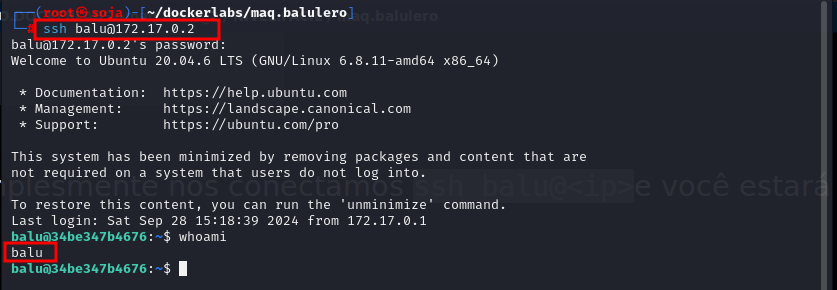 ┌──(root㉿soja)-[~/dockerlabs/maq.balulero]
└─# ssh balu@172.17.0.2
balu@172.17.0.2's password:
Welcome to Ubuntu 20.04.6 LTS (GNU/Linux 6.8.11-amd64 x86_64)
* Documentation:  https://help.ubuntu.com
* Management:     https://landscape.canonical.com
* Support:        https://ubuntu.com/pro
This system has been minimized by removing packages and content that are
not required on a system that users do not log into.
plesmente nos conectamos ssh balu@<ip>e você estará
To restore this content, you can run the 'unminimize' command.
Last login: Sat Sep 28 15:18:39 2024 from 172.17.0.1
balu@34be347b4676:~$ whoami
balu
balu@34be347b4676:~$